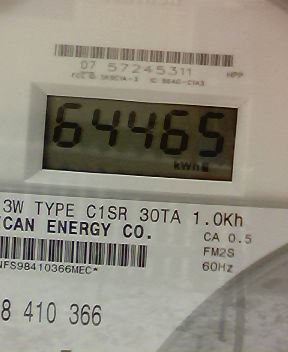 07 57245311 HPP
64465
kWh
3W TYPE C1SR 30TA 1.0Kh
CAN ENERGY CO.
CA 0.5
FM2S
NFS98410366MEC*
60Hz
8 410 366